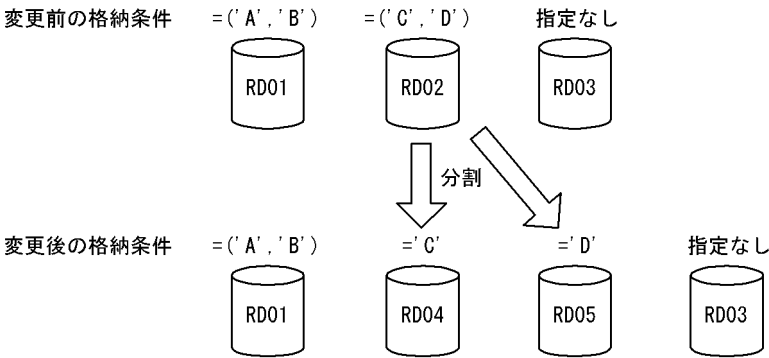 変更前の格納条件 =('A','B') =('C','D') 指定なし
RD01 RD02 RD03
分割
変更後の格納条件 =('A','B') ='C' ='D' 指定なし
RD01 RD04 RD05 RD03